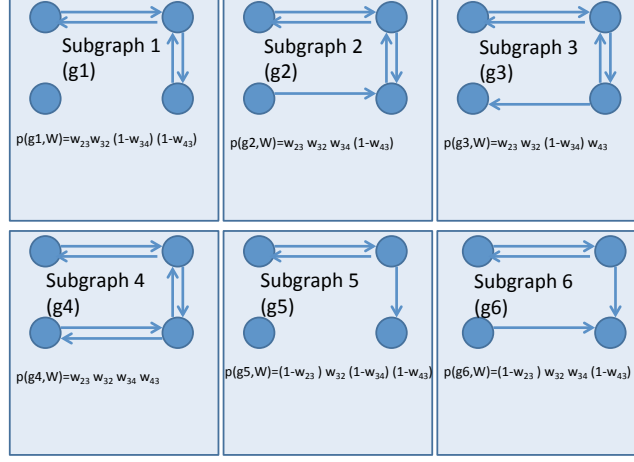 Subgraph 1
(g1)
p(g1,W)=w₂₃w₃₂ (1-w₃₄) (1-w₄₃)
Subgraph 2
(g2)
p(g2,W)=w₂₃ w₃₂ w₃₄ (1-w₄₃)
Subgraph 3
(g3)
p(g3,W)=w₂₃ w₃₂ (1-w₃₄) w₄₃
Subgraph 4
(g4)
p(g4,W)=w₂₃ w₃₂ w₃₄ w₄₃
Subgraph 5
(g5)
p(g5,W)=(1-w₂₃ ) w₃₂ (1-w₃₄) (1-w₄₃)
Subgraph 6
(g6)
p(g6,W)=(1-w₂₃ ) w₃₂ w₃₄ (1-w₄₃)